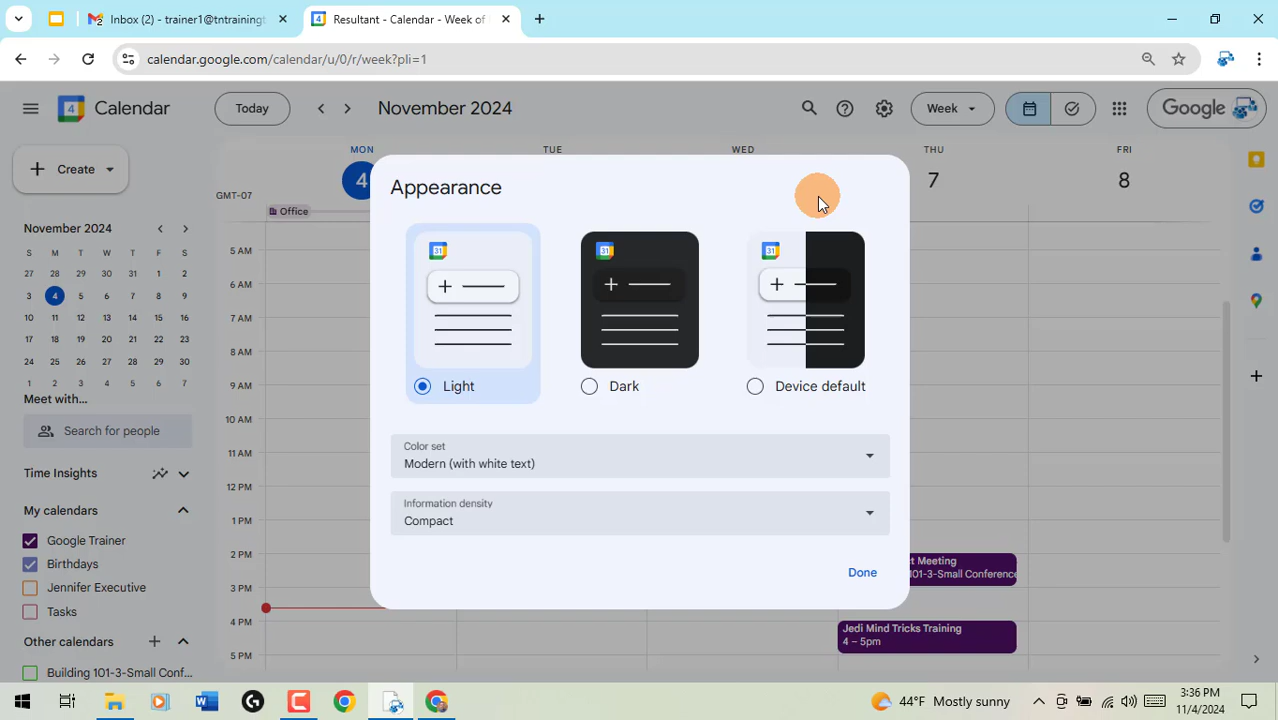 Inbox (2) - trainer1@tntrainingt
Resultant - Calendar - Week of
calendar.google.com/calendar/u/0/r/week?pli=1
4
Calendar
Today
November 2024
Week
Google
Create
MON
TUE
WED
THU
FRI
4
7
8
GMT-07
Office
November 2024
S M T W T F S
27 28 29 30 31 1 2
3 4 5 6 7 8 9
10 11 12 13 14 15 16
17 18 19 20 21 22 23
24 25 26 27 28 29 30
1 2 3 4 5 6 7
Meet with...
Search for people
Time Insights
My calendars
Google Trainer
Birthdays
Jennifer Executive
Tasks
Other calendars
Building 101-3-Small Conf...
5 AM
6 AM
7 AM
8 AM
9 AM
10 AM
11 AM
12 PM
1 PM
2 PM
3 PM
4 PM
5 PM
Appearance
31
31
31
Light
Dark
Device default
Color set
Modern (with white text)
Information density
Compact
Done
t Meeting
101-3-Small Conference
Jedi Mind Tricks Training
4 – 5pm
44°F Mostly sunny
3:36 PM
11/4/2024